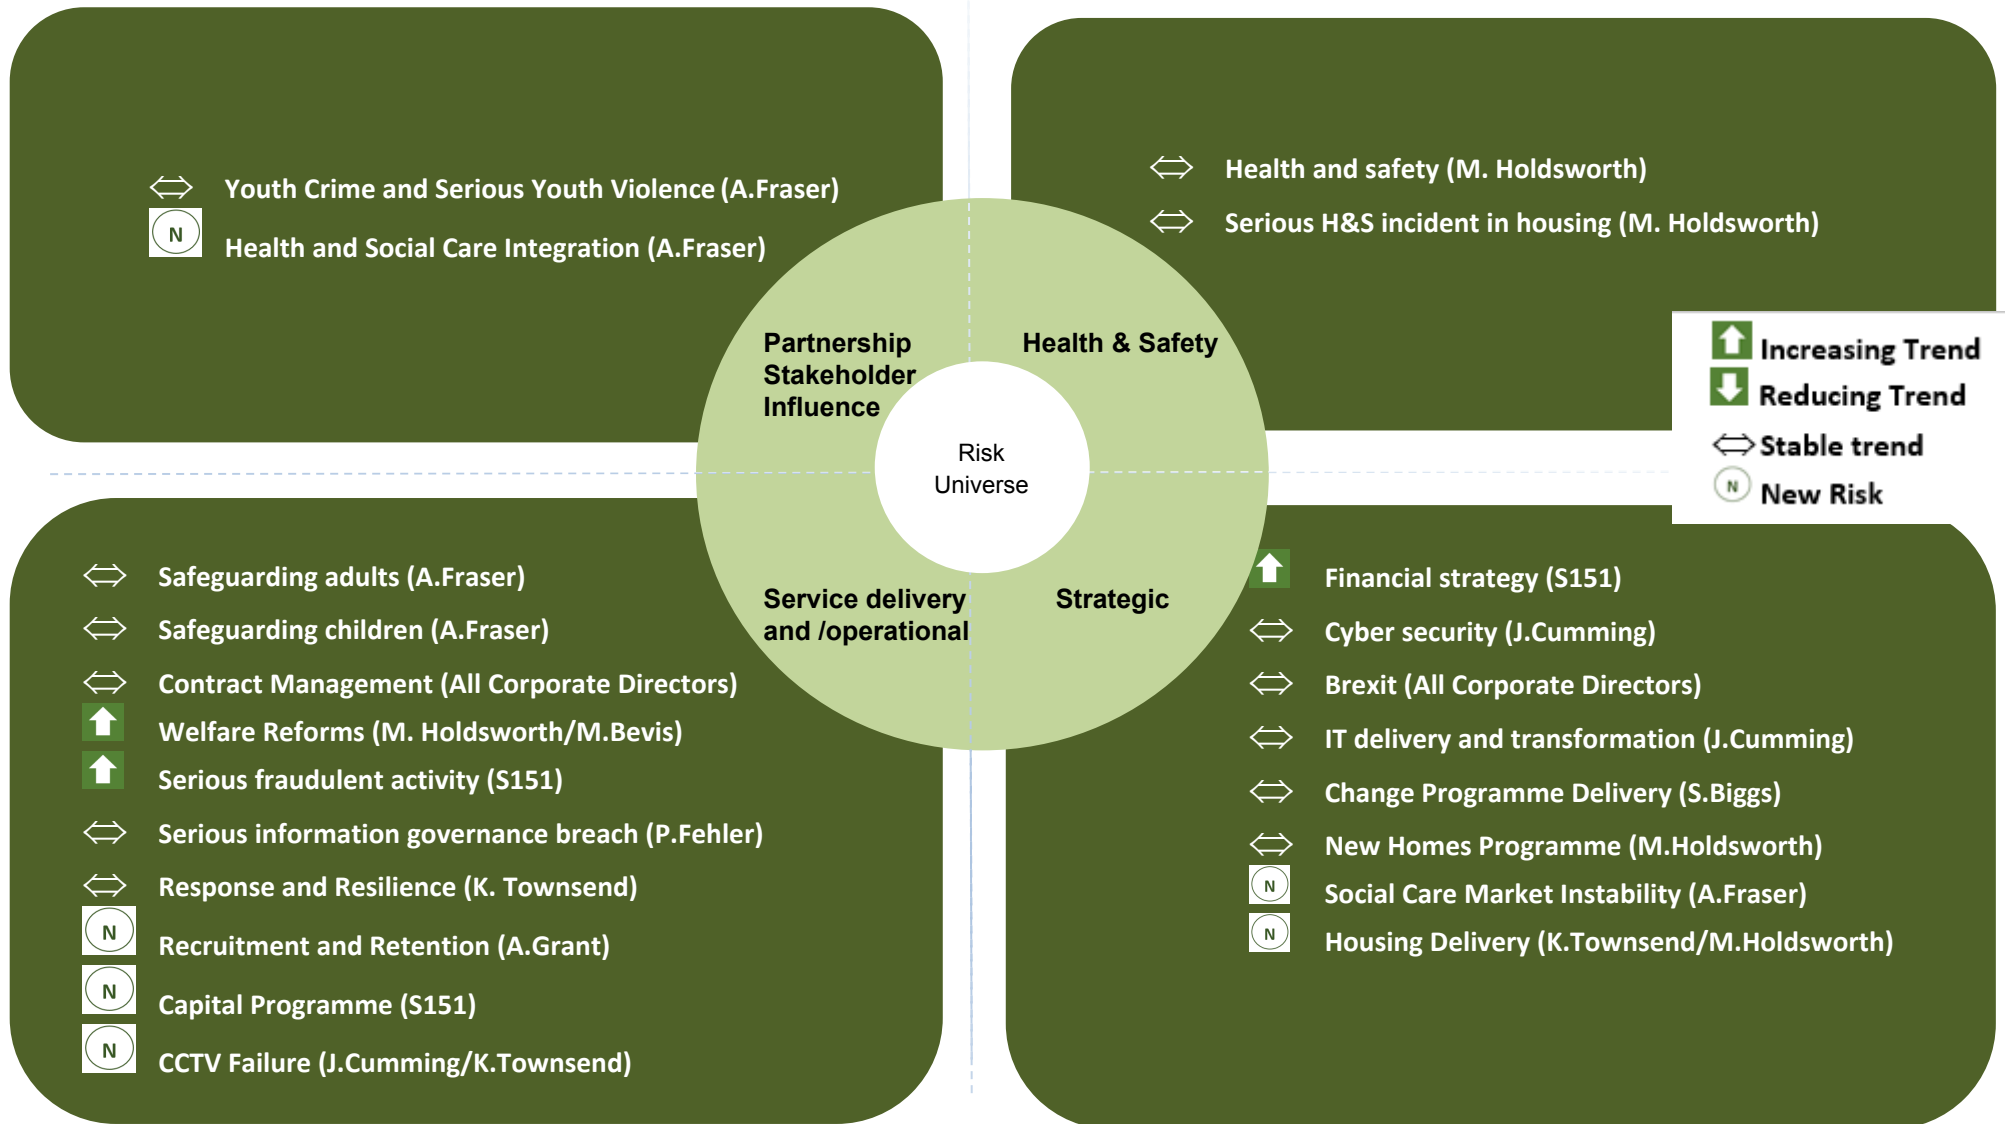 Youth Crime and Serious Youth Violence (A.Fraser)
N
Health and Social Care Integration (A.Fraser)
Health and safety (M. Holdsworth)
Serious H&S incident in housing (M. Holdsworth)
Partnership
Stakeholder
Influence
Health & Safety
Risk
Universe
Service delivery
and /operational
Strategic
Increasing Trend
Reducing Trend
Stable trend
N New Risk
Safeguarding adults (A.Fraser)
Safeguarding children (A.Fraser)
Contract Management (All Corporate Directors)
Welfare Reforms (M. Holdsworth/M.Bevis)
Serious fraudulent activity (S151)
Serious information governance breach (P.Fehler)
Response and Resilience (K. Townsend)
N Recruitment and Retention (A.Grant)
N Capital Programme (S151)
N CCTV Failure (J.Cumming/K.Townsend)
Financial strategy (S151)
Cyber security (J.Cumming)
Brexit (All Corporate Directors)
IT delivery and transformation (J.Cumming)
Change Programme Delivery (S.Biggs)
New Homes Programme (M.Holdsworth)
N Social Care Market Instability (A.Fraser)
N Housing Delivery (K.Townsend/M.Holdsworth)